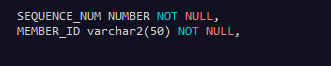 SEQUENCE_NUM NUMBER NOT NULL,
MEMBER_ID varchar2(50) NOT NULL,